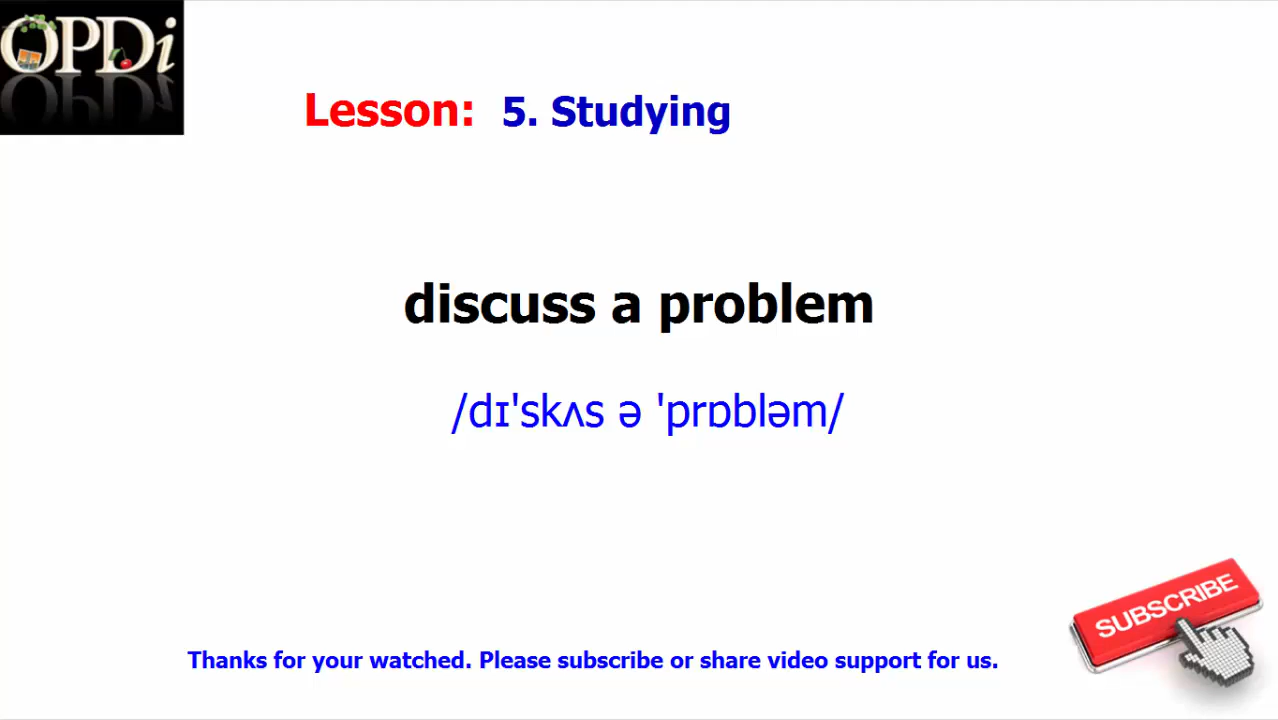 OPDi
Lesson: 5. Studying
discuss a problem
/dɪ'skʌs ə 'prɒbləm/
SUBSCRIBE
Thanks for your watched. Please subscribe or share video support for us.